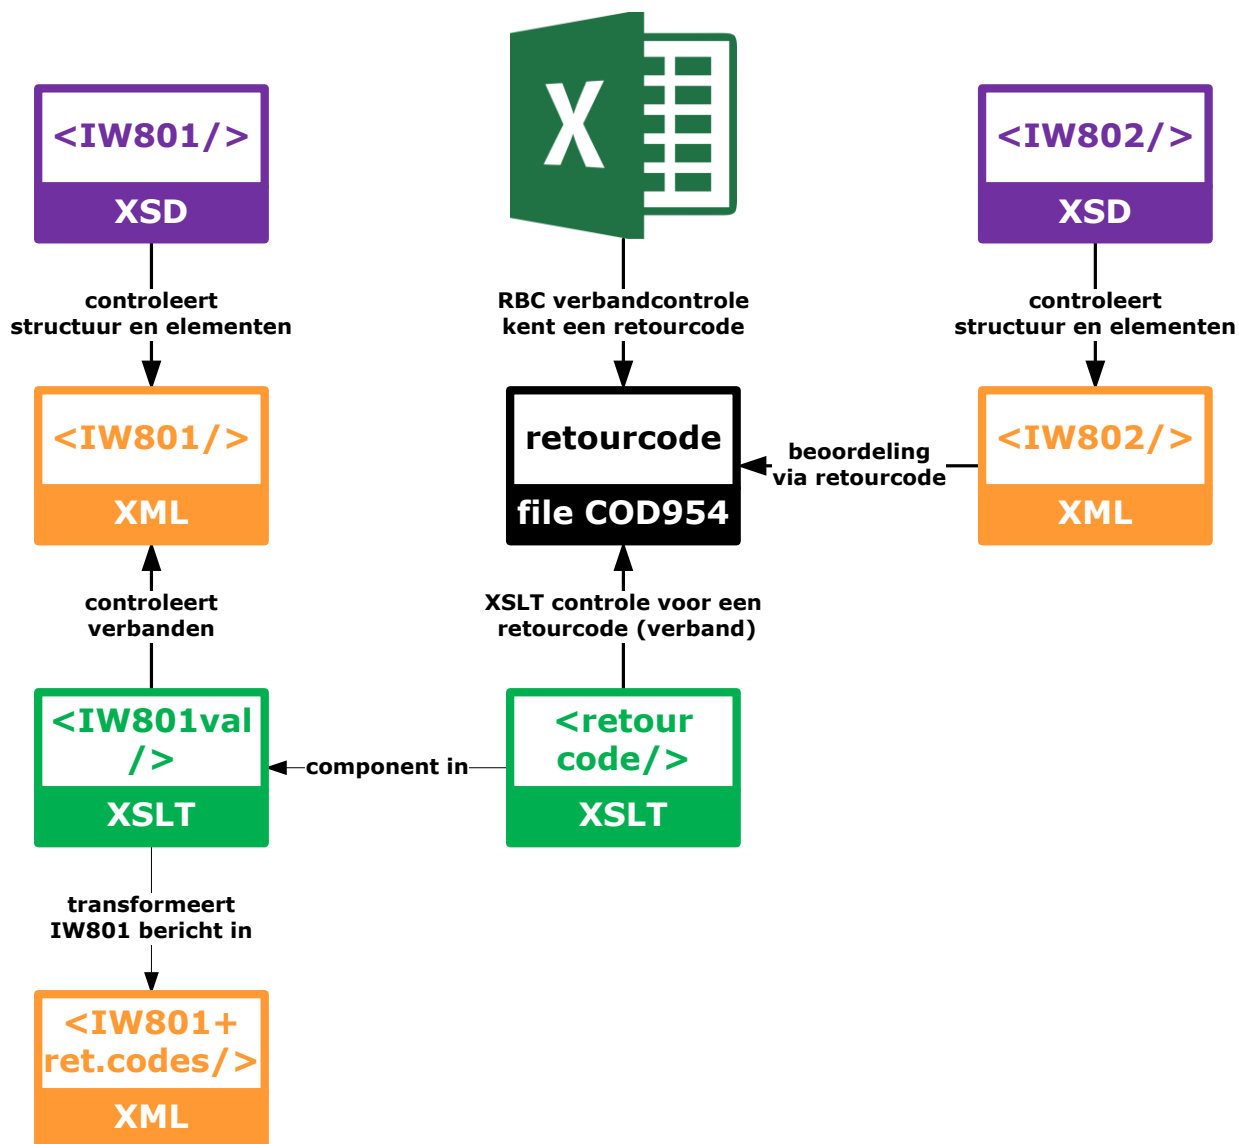 X
<IW801/>
XSD
<IW802/>
XSD
controleert
structuur en elementen
RBC verbandcontrole
kent een retourcode
controleert
structuur en elementen
<IW801/>
XML
retourcode
file COD954
beoordeling
via retourcode
<IW802/>
XML
controleert
verbanden
XSLT controle voor een
retourcode (verband)
<IW801val
/>
XSLT
component in
<retour
code/>
XSLT
transformeert
IW801 bericht in
<IW801+
ret.codes/>
XML